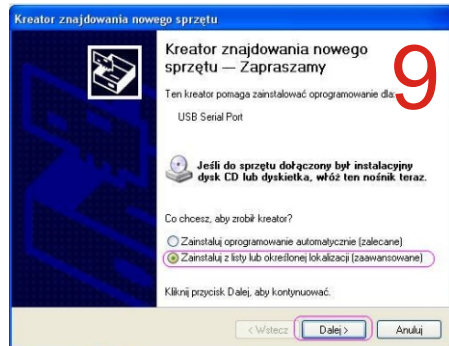 Kreator znajdowania nowego sprzętu
Kreator znajdowania nowego
sprzętu — Zapraszamy
9
Ten kreator pomaga zainstalować oprogramowanie dla:
USB Serial Port
Jeśli do sprzętu dołączony był instalacyjny
dysk CD lub dyskietka, włóż ten nośnik teraz.
Co chcesz, aby zrobił kreator?
Zainstaluj oprogramowanie automatycznie (zalecane)
Zainstaluj z listy lub określonej lokalizacji (zaawansowane)
Kliknij przycisk Dalej, aby kontynuować.
< Wstecz Dalej > Anuluj